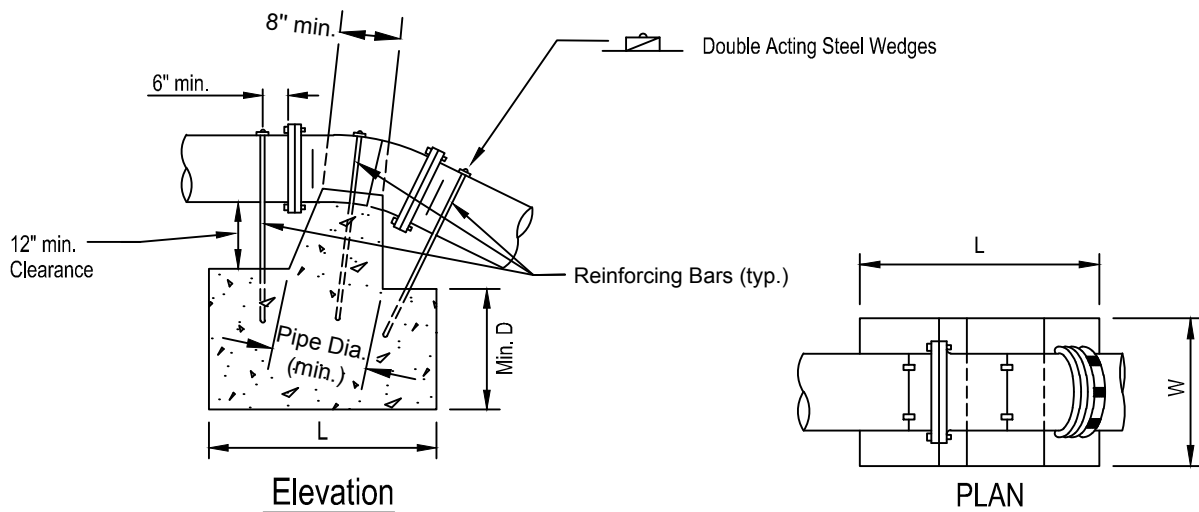 8" min.
Double Acting Steel Wedges
6" min.
12" min.
Clearance
Reinforcing Bars (typ.)
Pipe Dia.
(min.)
Min. D
L
Elevation
L
W
PLAN